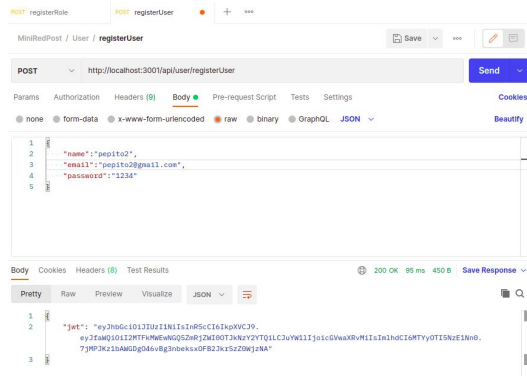 POST registerRole
POST registerUser
MiniRedPost / User / registerUser
Save
POST
http://localhost:3001/api/user/registerUser
Send
Params Authorization Headers (9) Body Pre-request Script Tests Settings
Cookies
none form-data x-www-form-urlencoded raw binary GraphQL JSON
Beautify
1 {
2 "name":"pepito2",
3 "email":"pepito2@gmail.com",
4 "password":"1234"
5 }
Body Cookies Headers (8) Test Results
200 OK 95 ms 450 B Save Response
Pretty Raw Preview Visualize JSON
1 {
2 "jwt":
3 }